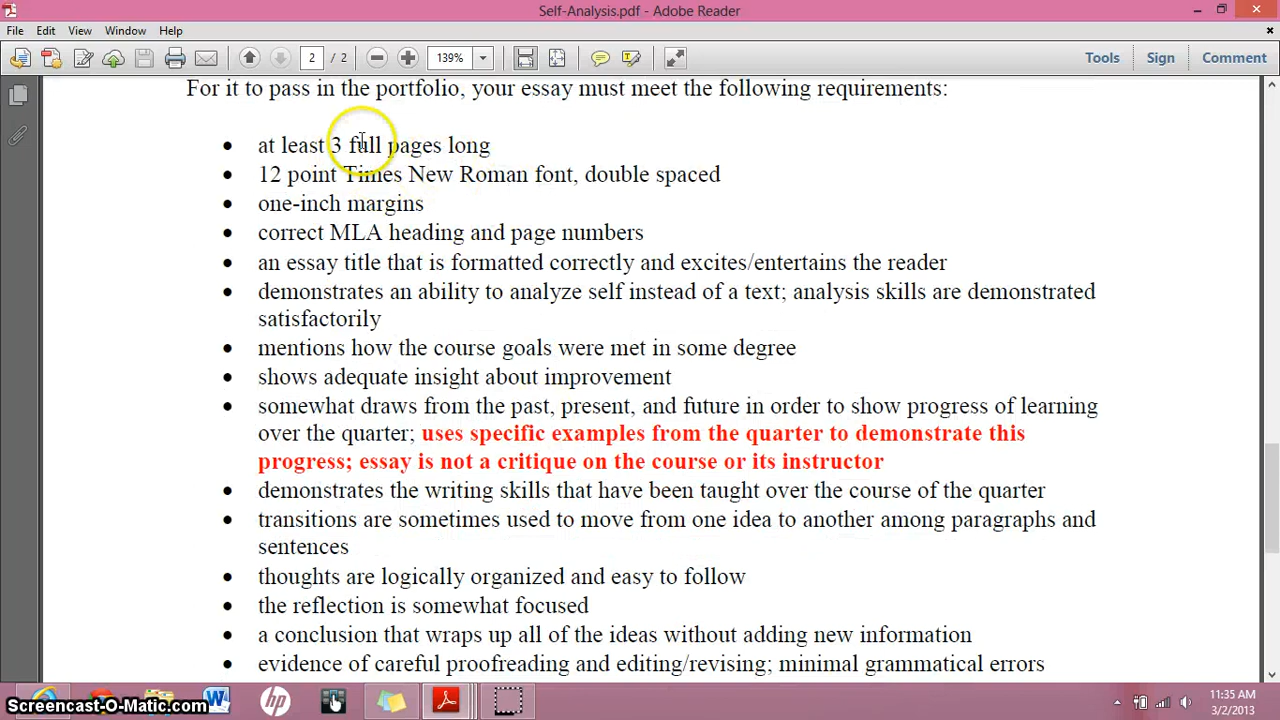 Self-Analysis.pdf - Adobe Reader
File Edit View Window Help
2 / 2 139% Tools Sign Comment
For it to pass in the portfolio, your essay must meet the following requirements:
• at least 3 full pages long
• 12 point Times New Roman font, double spaced
• one-inch margins
• correct MLA heading and page numbers
• an essay title that is formatted correctly and excites/entertains the reader
• demonstrates an ability to analyze self instead of a text; analysis skills are demonstrated
satisfactorily
• mentions how the course goals were met in some degree
• shows adequate insight about improvement
• somewhat draws from the past, present, and future in order to show progress of learning
over the quarter; uses specific examples from the quarter to demonstrate this
progress; essay is not a critique on the course or its instructor
• demonstrates the writing skills that have been taught over the course of the quarter
• transitions are sometimes used to move from one idea to another among paragraphs and
sentences
• thoughts are logically organized and easy to follow
• the reflection is somewhat focused
• a conclusion that wraps up all of the ideas without adding new information
• evidence of careful proofreading and editing/revising; minimal grammatical errors
Screencast-O-Matic.com
hp
11:35 AM
3/2/2013